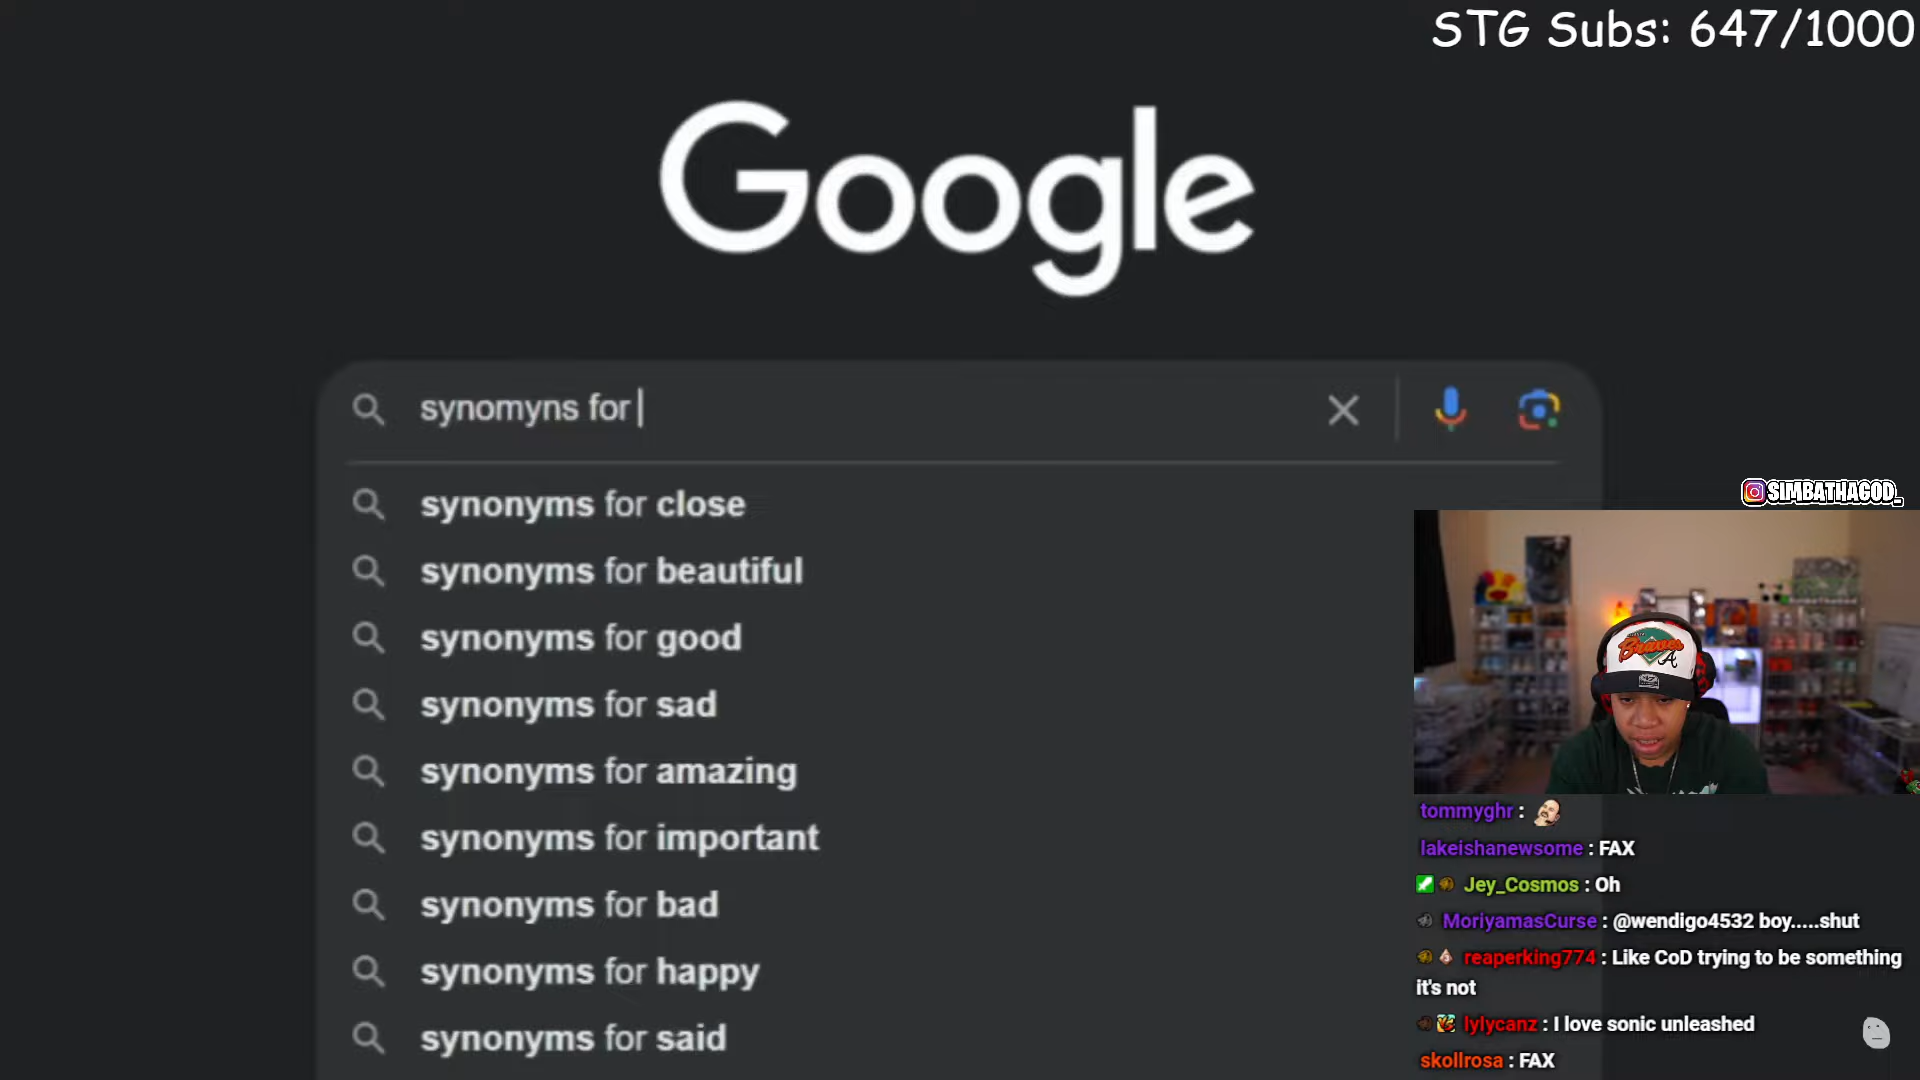 STG Subs: 647/1000
Google
synomyns for
synonyms for close
synonyms for beautiful
synonyms for good
synonyms for sad
synonyms for amazing
synonyms for important
synonyms for bad
synonyms for happy
synonyms for said
SIMBATHAGOD_
Braves
A
tommyghr :
lakeishanewsome : FAX
Jey_Cosmos : Oh
MoriyamasCurse : @wendigo4532 boy.....shut
reaperking774 : Like CoD trying to be something
it's not
lylycanz : I love sonic unleashed
skollrosa : FAX